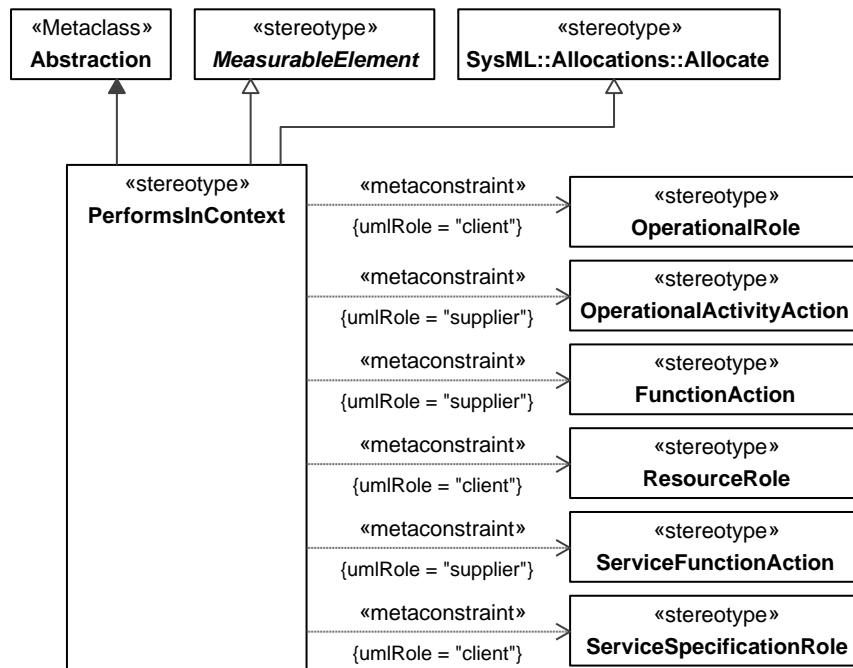 «Metaclass»
Abstraction
«stereotype»
MeasurableElement
«stereotype»
SysML::Allocations::Allocate
«stereotype»
PerformsInContext
«metaconstraint»
{umlRole = "client"}
«stereotype»
OperationalRole
«metaconstraint»
{umlRole = "supplier"}
«stereotype»
OperationalActivityAction
«metaconstraint»
{umlRole = "supplier"}
«stereotype»
FunctionAction
«metaconstraint»
{umlRole = "client"}
«stereotype»
ResourceRole
«metaconstraint»
{umlRole = "supplier"}
«stereotype»
ServiceFunctionAction
«metaconstraint»
{umlRole = "client"}
«stereotype»
ServiceSpecificationRole